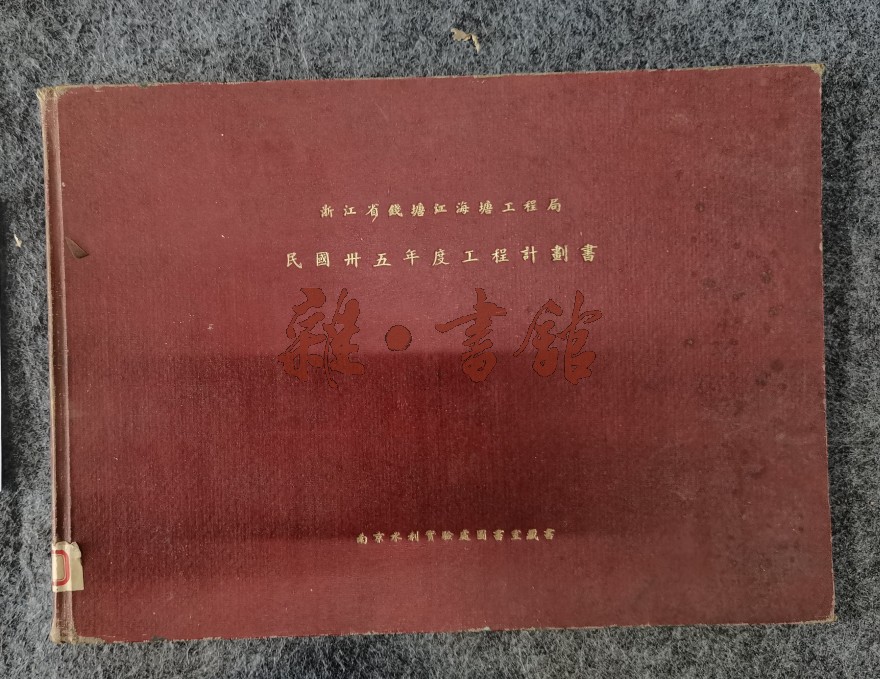 浙江省錢塘江海塘工程局
民國卅五年度工程計劃書
雜·書館
南京水利實驗處圖書室藏書